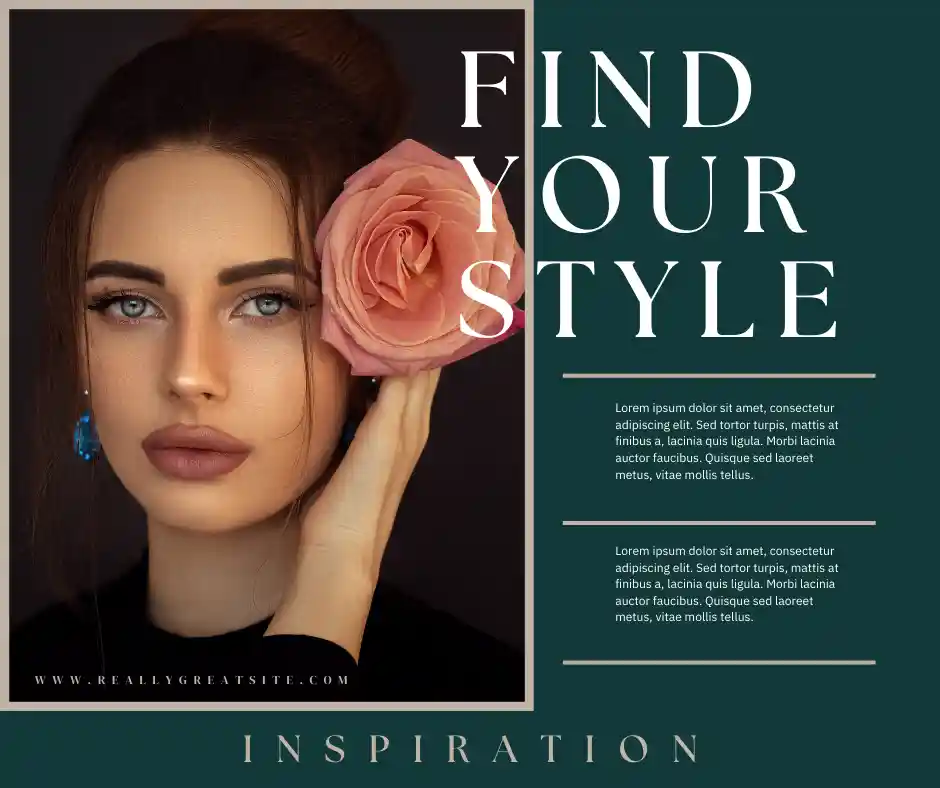 FIND
YOUR
STYLE
Lorem ipsum dolor sit amet, consectetur
adipiscing elit. Sed tortor turpis, mattis at
finibus a, lacinia quis ligula. Morbi lacinia
auctor faucibus. Quisque sed laoreet
metus, vitae mollis tellus.
Lorem ipsum dolor sit amet, consectetur
adipiscing elit. Sed tortor turpis, mattis at
finibus a, lacinia quis ligula. Morbi lacinia
auctor faucibus. Quisque sed laoreet
metus, vitae mollis tellus.
WWW.REALLYGREATSITE.COM
INSPIRATION